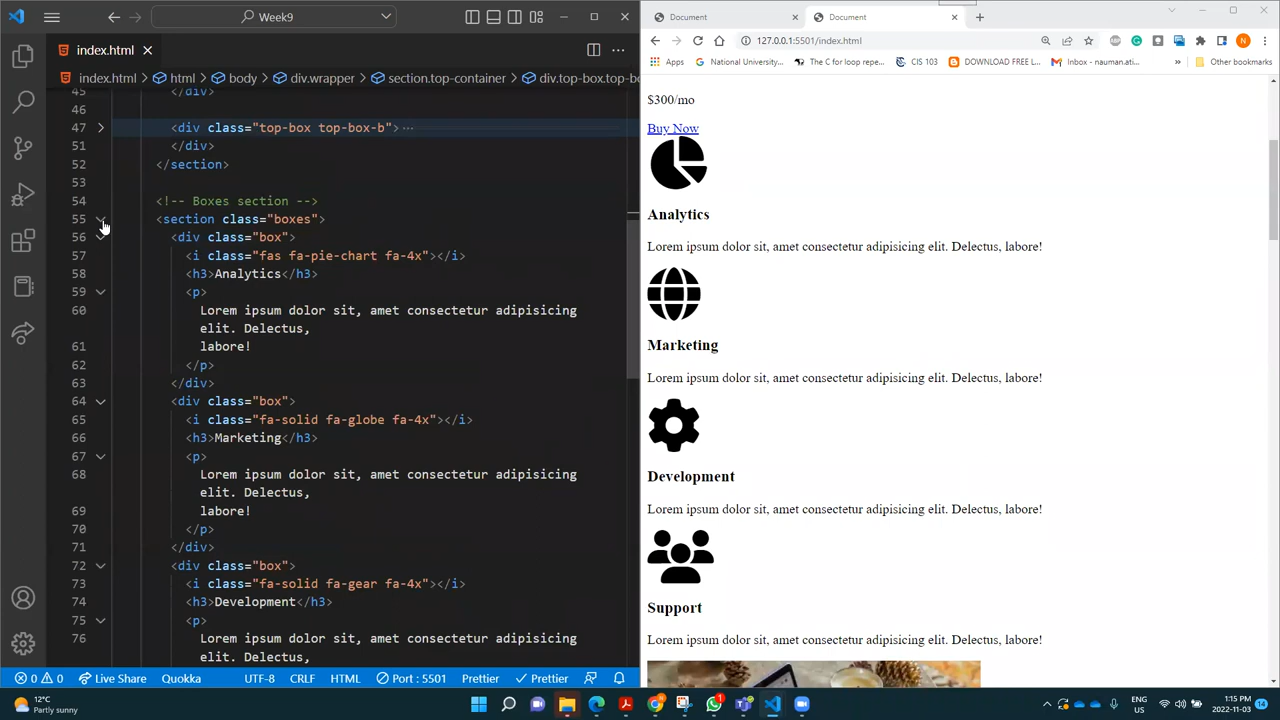 Week9
index.html
index.html > html > body > div.wrapper > section.top-container > div.top-box.top-bo
45 </div>
46
47 <div class="top-box top-box-b"> ···
51 </div>
52 </section>
53
54 <!-- Boxes section -->
55 <section class="boxes">
56 <div class="box">
57 <i class="fas fa-pie-chart fa-4x"></i>
58 <h3>Analytics</h3>
59 <p>
60 Lorem ipsum dolor sit, amet consectetur adipisicing
elit. Delectus,
61 labore!
62 </p>
63 </div>
64 <div class="box">
65 <i class="fa-solid fa-globe fa-4x"></i>
66 <h3>Marketing</h3>
67 <p>
68 Lorem ipsum dolor sit, amet consectetur adipisicing
elit. Delectus,
69 labore!
70 </p>
71 </div>
72 <div class="box">
73 <i class="fa-solid fa-gear fa-4x"></i>
74 <h3>Development</h3>
75 <p>
76 Lorem ipsum dolor sit, amet consectetur adipisicing
elit. Delectus,
0 0 Live Share Quokka UTF-8 CRLF HTML Port : 5501 Prettier Prettier
Document Document
127.0.0.1:5501/index.html
Apps National University... The C for loop repe... CIS 103 DOWNLOAD FREE L... Inbox - nauman.ati... » Other bookmarks
$300/mo
Buy Now
Analytics
Lorem ipsum dolor sit, amet consectetur adipisicing elit. Delectus, labore!
Marketing
Lorem ipsum dolor sit, amet consectetur adipisicing elit. Delectus, labore!
Development
Lorem ipsum dolor sit, amet consectetur adipisicing elit. Delectus, labore!
Support
Lorem ipsum dolor sit, amet consectetur adipisicing elit. Delectus, labore!
12°C
Partly sunny
ENG
US
1:15 PM
2022-11-03